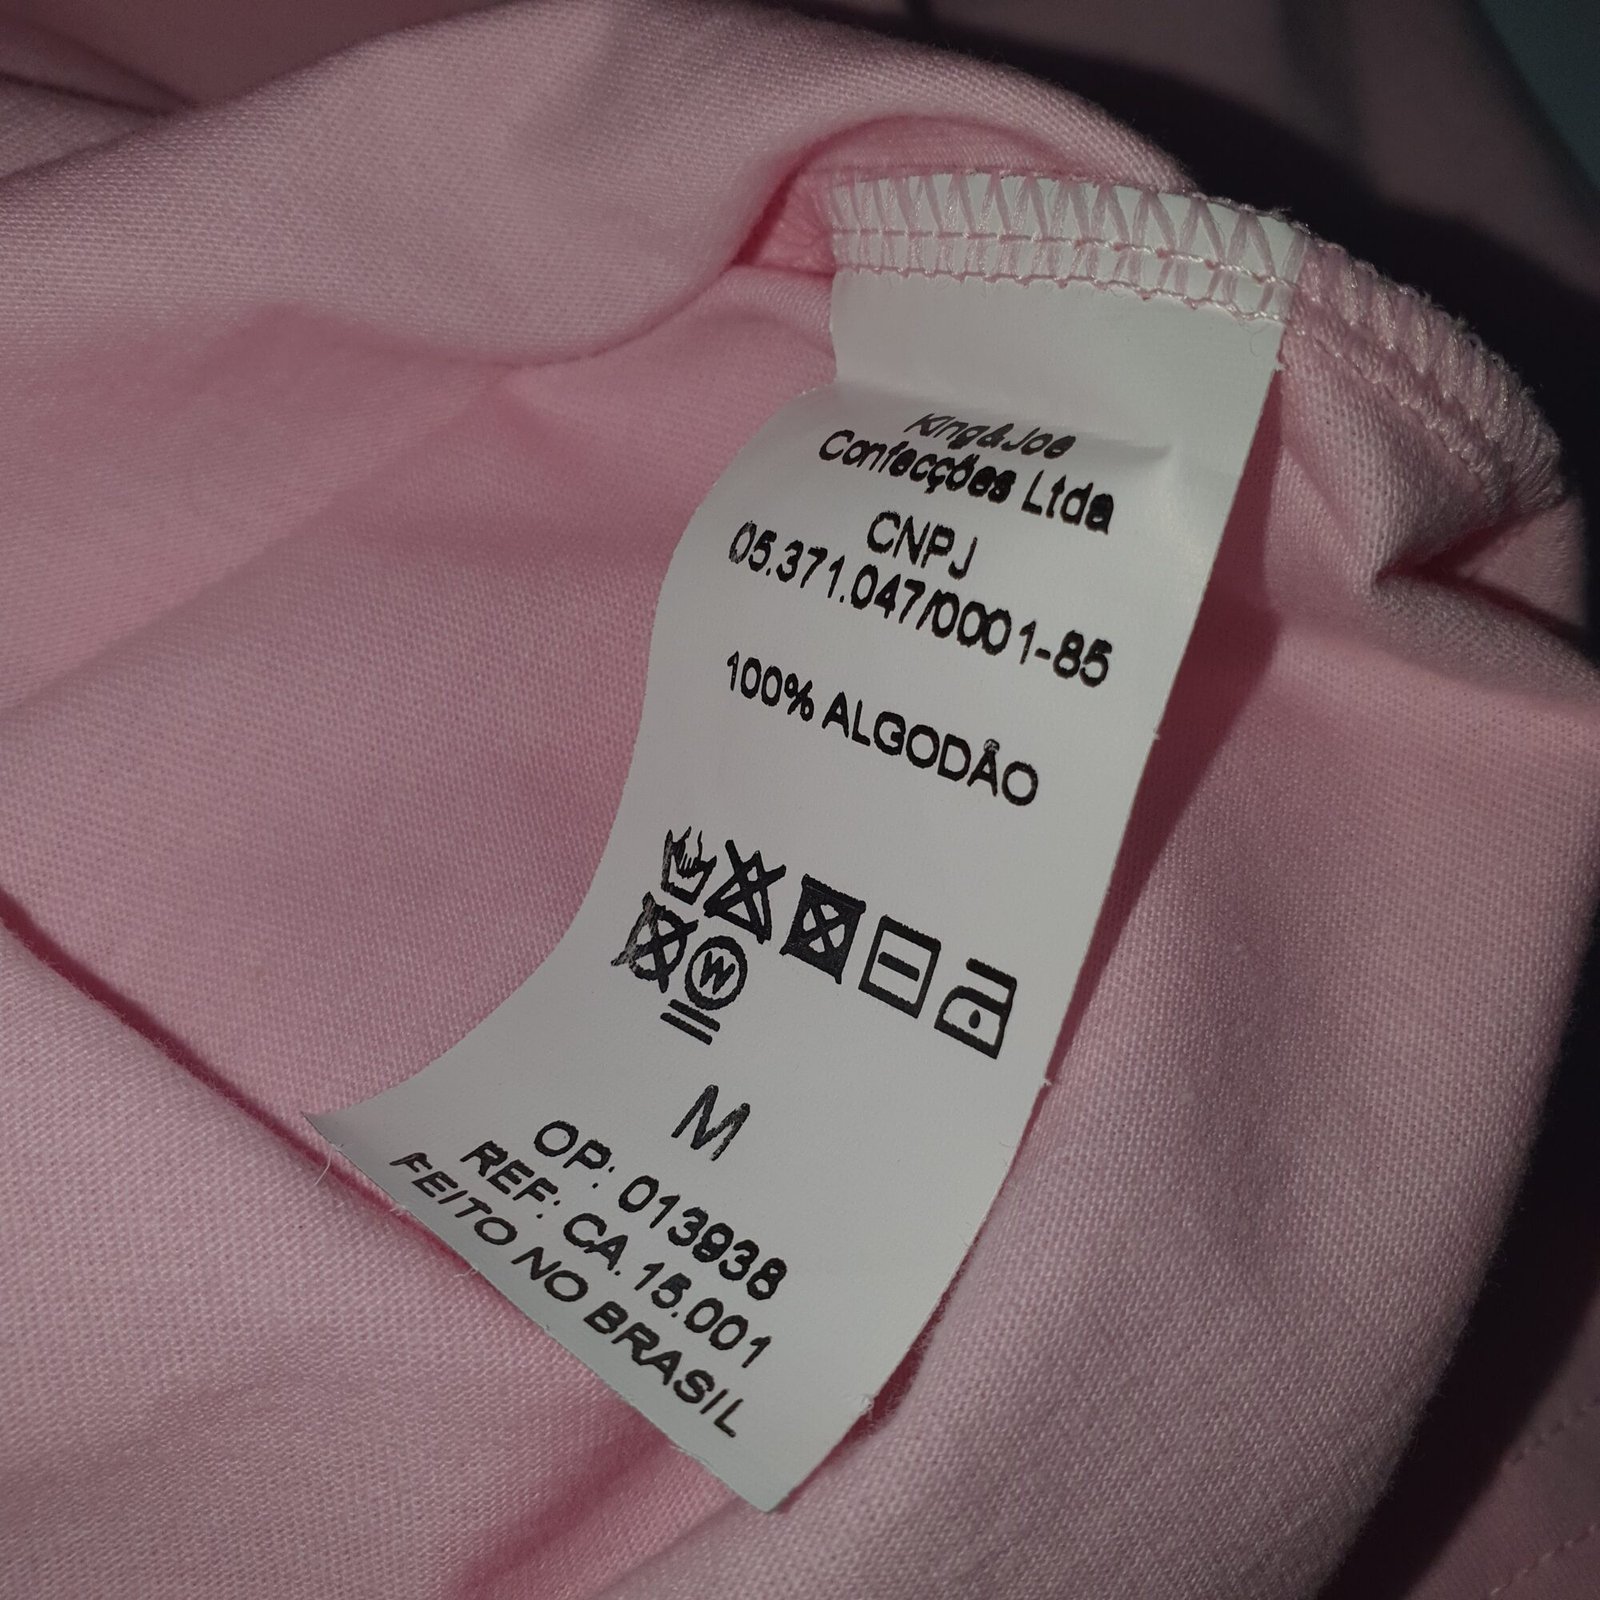 King&Joe
Confecções Ltda
CNPJ
05.371.047/0001-85
100% ALGODÃO
W
M
OP: 013938
REF: CA.15.001
FEITO NO BRASIL